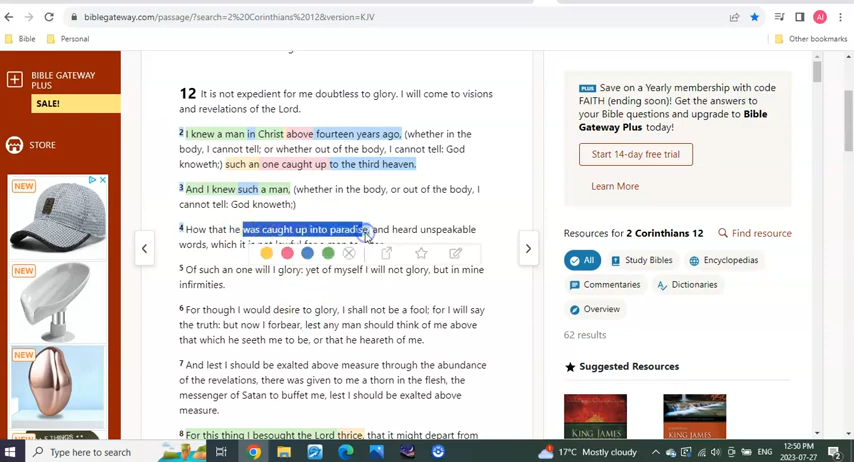 biblegateway.com/passage/?search=2%20Corinthians%2012&version=KJV
AI
Bible
Personal
Other bookmarks
BIBLE GATEWAY
PLUS
SALE!
STORE
NEW
NEW
NEW
12 It is not expedient for me doubtless to glory. I will come to visions
and revelations of the Lord.
2 I knew a man in Christ above fourteen years ago, (whether in the
body, I cannot tell; or whether out of the body, I cannot tell: God
knoweth;) such an one caught up to the third heaven.
3 And I knew such a man, (whether in the body, or out of the body, I
cannot tell: God knoweth;)
4 How that he was caught up into paradise, and heard unspeakable
words, which it is not lawful for a man to utter.
5 Of such an one will I glory: yet of myself I will not glory, but in mine
infirmities.
6 For though I would desire to glory, I shall not be a fool; for I will say
the truth: but now I forbear, lest any man should think of me above
that which he seeth me to be, or that he heareth of me.
7 And lest I should be exalted above measure through the abundance
of the revelations, there was given to me a thorn in the flesh, the
messenger of Satan to buffet me, lest I should be exalted above
measure.
8 For this thing I besought the Lord thrice, that it might depart from
PLUS Save on a Yearly membership with code
FAITH (ending soon)! Get the answers to
your Bible questions and upgrade to Bible
Gateway Plus today!
Start 14-day free trial
Learn More
Resources for 2 Corinthians 12
Find resource
All
Study Bibles
Encyclopedias
Commentaries
Dictionaries
Overview
62 results
Suggested Resources
KING JAMES
KING JAMES
Type here to search
17°C Mostly cloudy
ENG
12:50 PM
2023-07-27
2